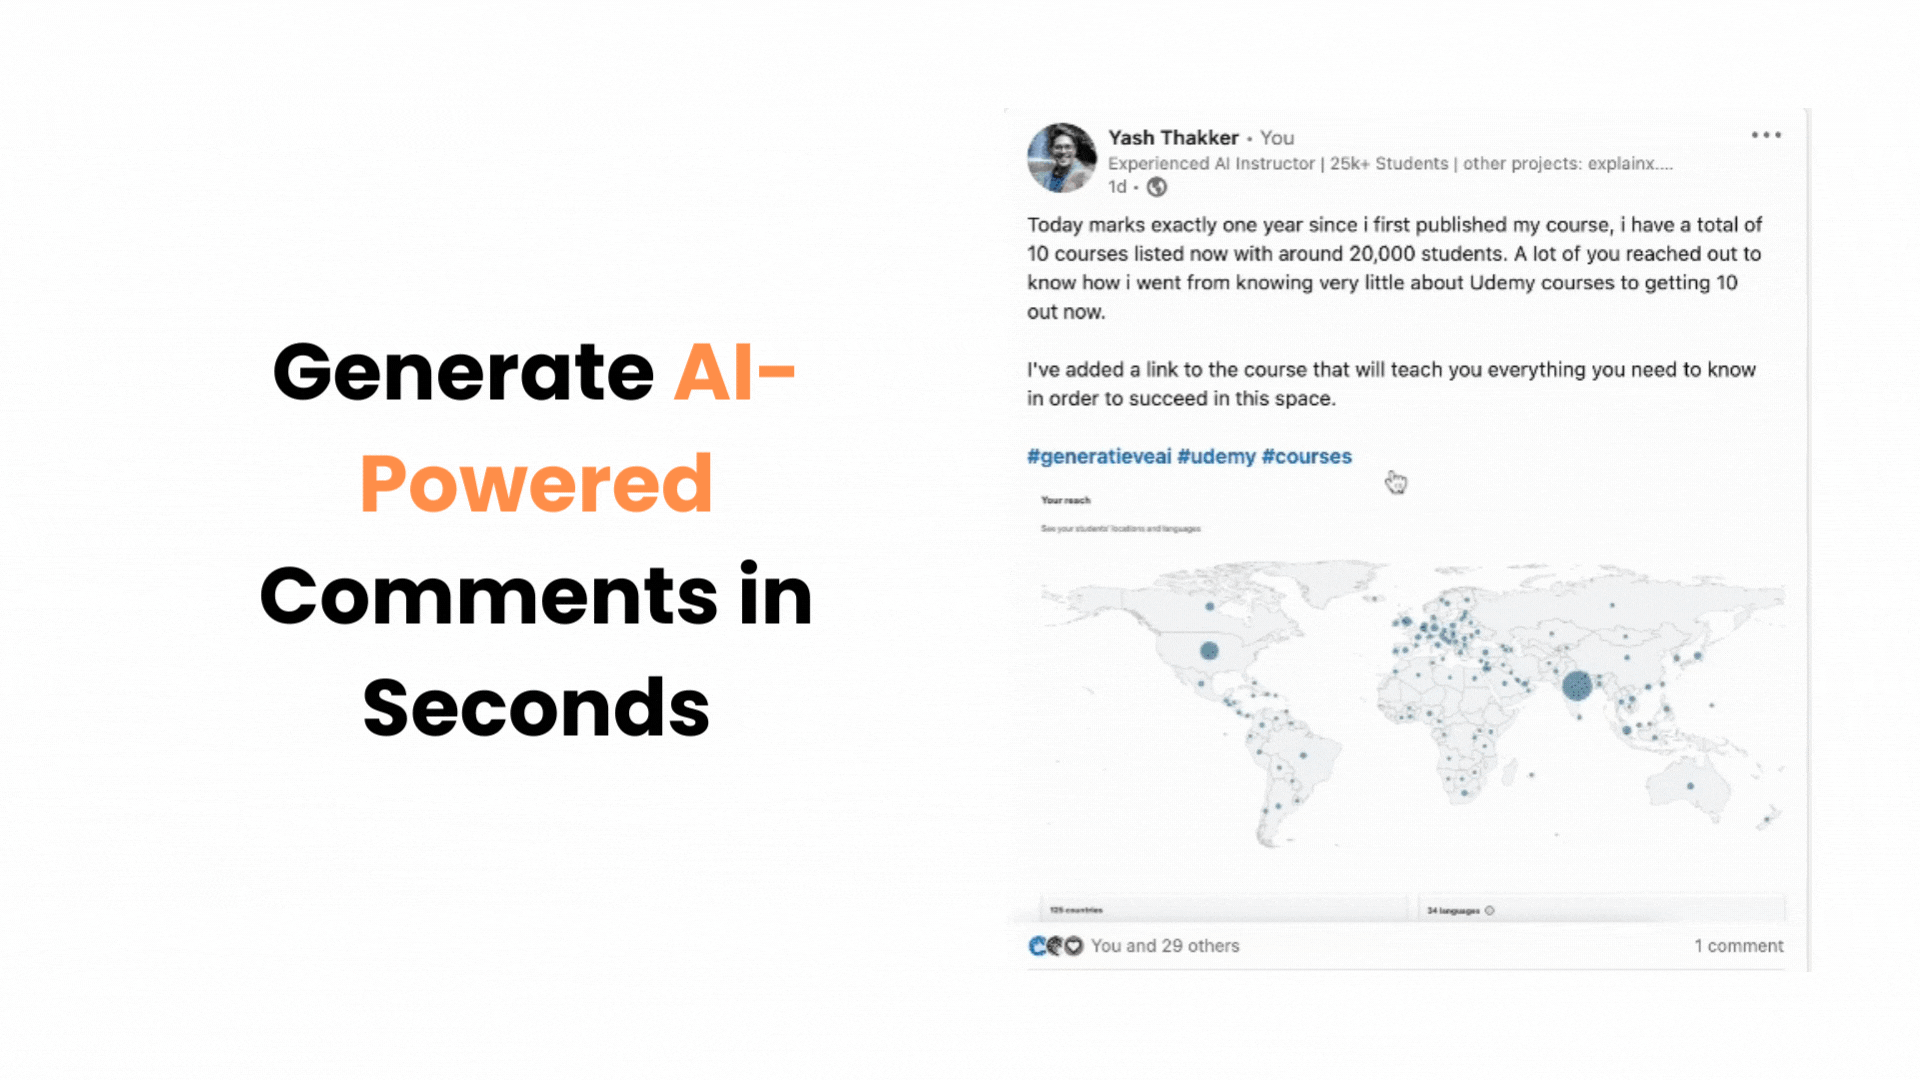 Generate AI-
Powered
Comments in
Seconds
Yash Thakker • You
Experienced AI Instructor | 25k+ Students | other projects: explainx....
1d •
Today marks exactly one year since i first published my course, i have a total of
10 courses listed now with around 20,000 students. A lot of you reached out to
know how i went from knowing very little about Udemy courses to getting 10
out now.
I've added a link to the course that will teach you everything you need to know
in order to succeed in this space.
#generatieveai #udemy #courses
Your reach
See your students' locations and languages
125 countries
34 languages
You and 29 others
1 comment